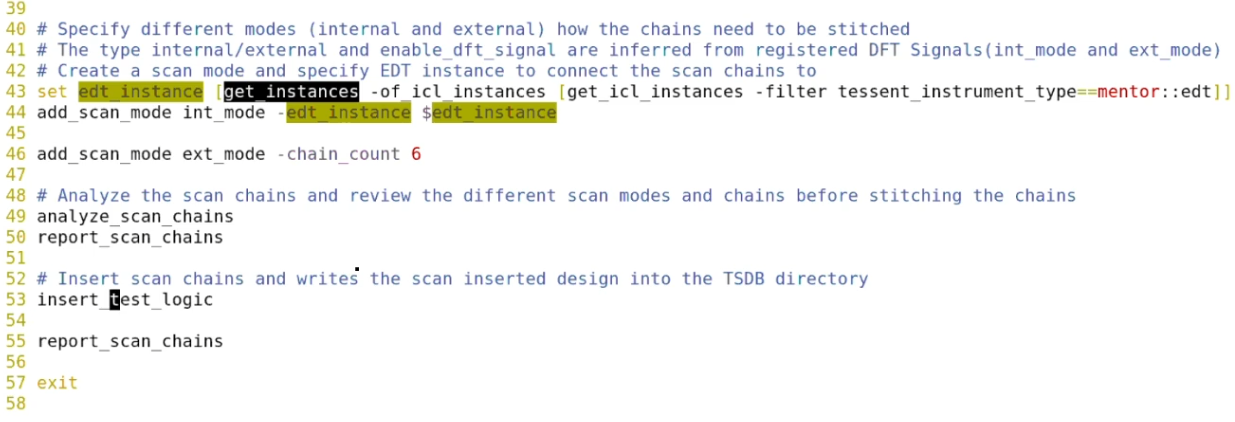 39
40 # Specify different modes (internal and external) how the chains need to be stitched
41 # The type internal/external and enable_dft_signal are inferred from registered DFT Signals(int_mode and ext_mode)
42 # Create a scan mode and specify EDT instance to connect the scan chains to
43 set edt_instance [get_instances -of_icl_instances [get_icl_instances -filter tessent_instrument_type==mentor::edt]]
44 add_scan_mode int_mode -edt_instance $edt_instance
45
46 add_scan_mode ext_mode -chain_count 6
47
48 # Analyze the scan chains and review the different scan modes and chains before stitching the chains
49 analyze_scan_chains
50 report_scan_chains
51
52 # Insert scan chains and writes the scan inserted design into the TSDB directory
53 insert_test_logic
54
55 report_scan_chains
56
57 exit
58